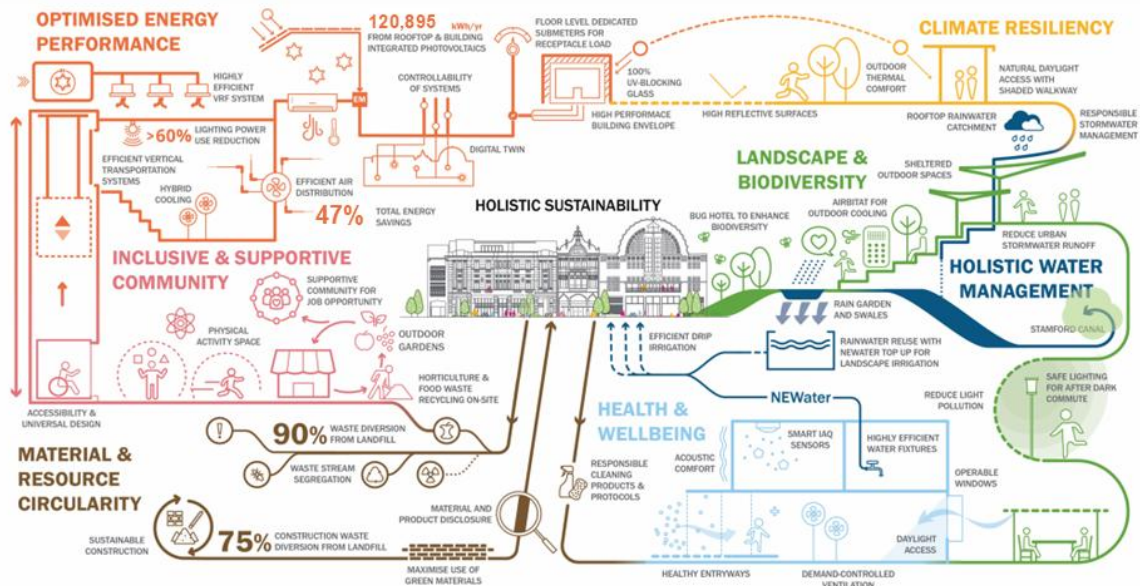 OPTIMISED ENERGY
PERFORMANCE
120,895 kWh/yr
FROM ROOFTOP & BUILDING
INTEGRATED PHOTOVOLTAICS
FLOOR LEVEL DEDICATED
SUBMETERS FOR
RECEPTACLE LOAD
HIGHLY
EFFICIENT
VRF SYSTEM
CONTROLLABILITY
OF SYSTEMS
100%
UV-BLOCKING
GLASS
EM
HIGH PERFORMACE
BUILDING ENVELOPE
>60% LIGHTING POWER
USE REDUCTION
DIGITAL TWIN
EFFICIENT VERTICAL
TRANSPORTATION
SYSTEMS
HYBRID
COOLING
EFFICIENT AIR
DISTRIBUTION
47% TOTAL ENERGY
SAVINGS
CLIMATE RESILIENCY
OUTDOOR
THERMAL
COMFORT
NATURAL DAYLIGHT
ACCESS WITH
SHADED WALKWAY
HIGH REFLECTIVE SURFACES
ROOFTOP RAINWATER
CATCHMENT
RESPONSIBLE
STORMWATER
MANAGEMENT
LANDSCAPE &
BIODIVERSITY
SHELTERED
OUTDOOR SPACES
BUG HOTEL TO ENHANCE
BIODIVERSITY
AIRBITAT FOR
OUTDOOR COOLING
REDUCE URBAN
STORMWATER RUNOFF
HOLISTIC SUSTAINABILITY
INCLUSIVE & SUPPORTIVE
COMMUNITY
SUPPORTIVE
COMMUNITY FOR
JOB OPPORTUNITY
PHYSICAL
ACTIVITY SPACE
OUTDOOR
GARDENS
HORTICULTURE &
FOOD WASTE
RECYCLING ON-SITE
ACCESSIBILITY &
UNIVERSAL DESIGN
HOLISTIC WATER
MANAGEMENT
RAIN GARDEN
AND SWALES
STAMFORD CANAL
EFFICIENT DRIP
IRRIGATION
RAINWATER REUSE WITH
NEWATER TOP UP FOR
LANDSCAPE IRRIGATION
NEWater
REDUCE LIGHT
POLLUTION
SAFE LIGHTING
FOR AFTER DARK
COMMUTE
MATERIAL &
RESOURCE
CIRCULARITY
90% WASTE DIVERSION
FROM LANDFILL
WASTE STREAM
SEGREGATION
MATERIAL AND
PRODUCT DISCLOSURE
SUSTAINABLE
CONSTRUCTION
75% CONSTRUCTION WASTE
DIVERSION FROM LANDFILL
MAXIMISE USE OF
GREEN MATERIALS
HEALTH &
WELLBEING
RESPONSIBLE
CLEANING
PRODUCTS &
PROTOCOLS
ACOUSTIC
COMFORT
SMART IAQ
SENSORS
HIGHLY EFFICIENT
WATER FIXTURES
OPERABLE
WINDOWS
DAYLIGHT
ACCESS
HEALTHY ENTRYWAYS
DEMAND-CONTROLLED
VENTILATION